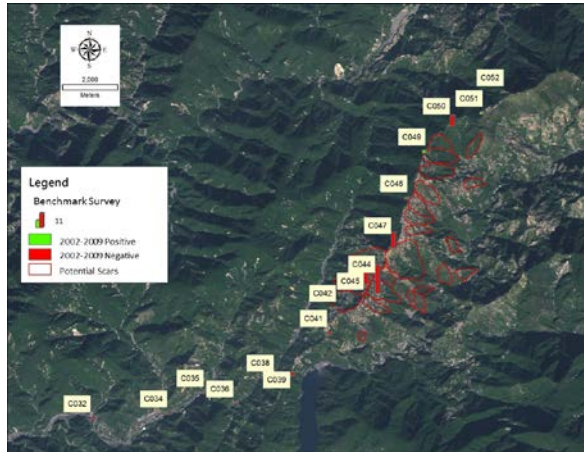 N
W E
S
2,000
Meters
C052
C051
C050
C049
C048
C047
C044
C045
C042
C041
C038
C039
C035
C036
C034
C032
Legend
Benchmark Survey
31
2002-2009 Positive
2002-2009 Negative
Potential Scars